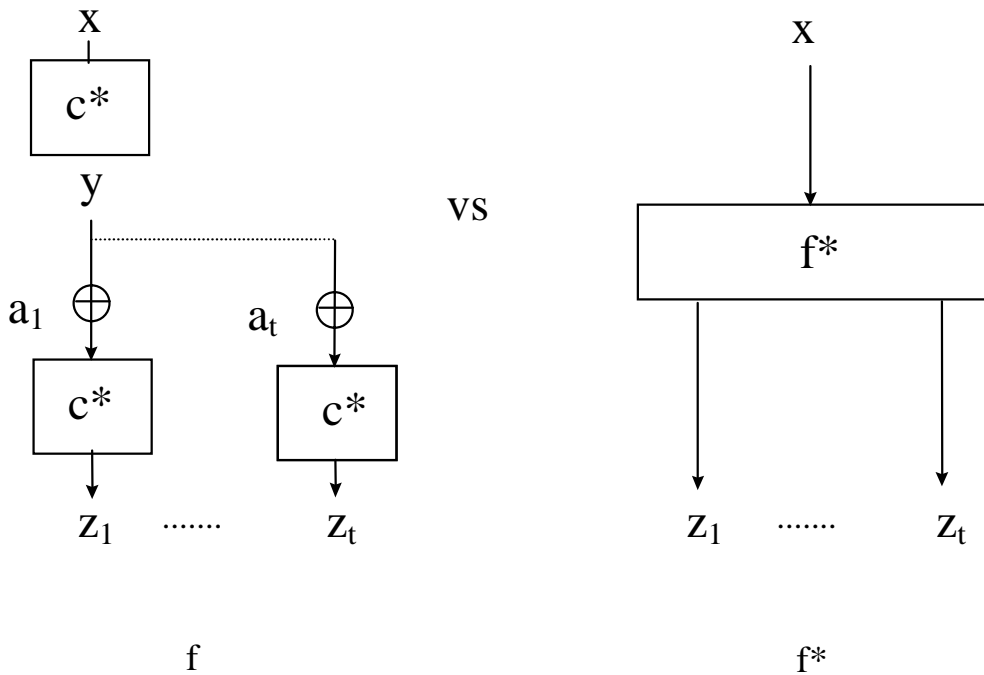 x
c*
y
a₁
aₜ
c*
c*
z₁ ....... zₜ
f
vs
x
f*
z₁ ....... zₜ
f*